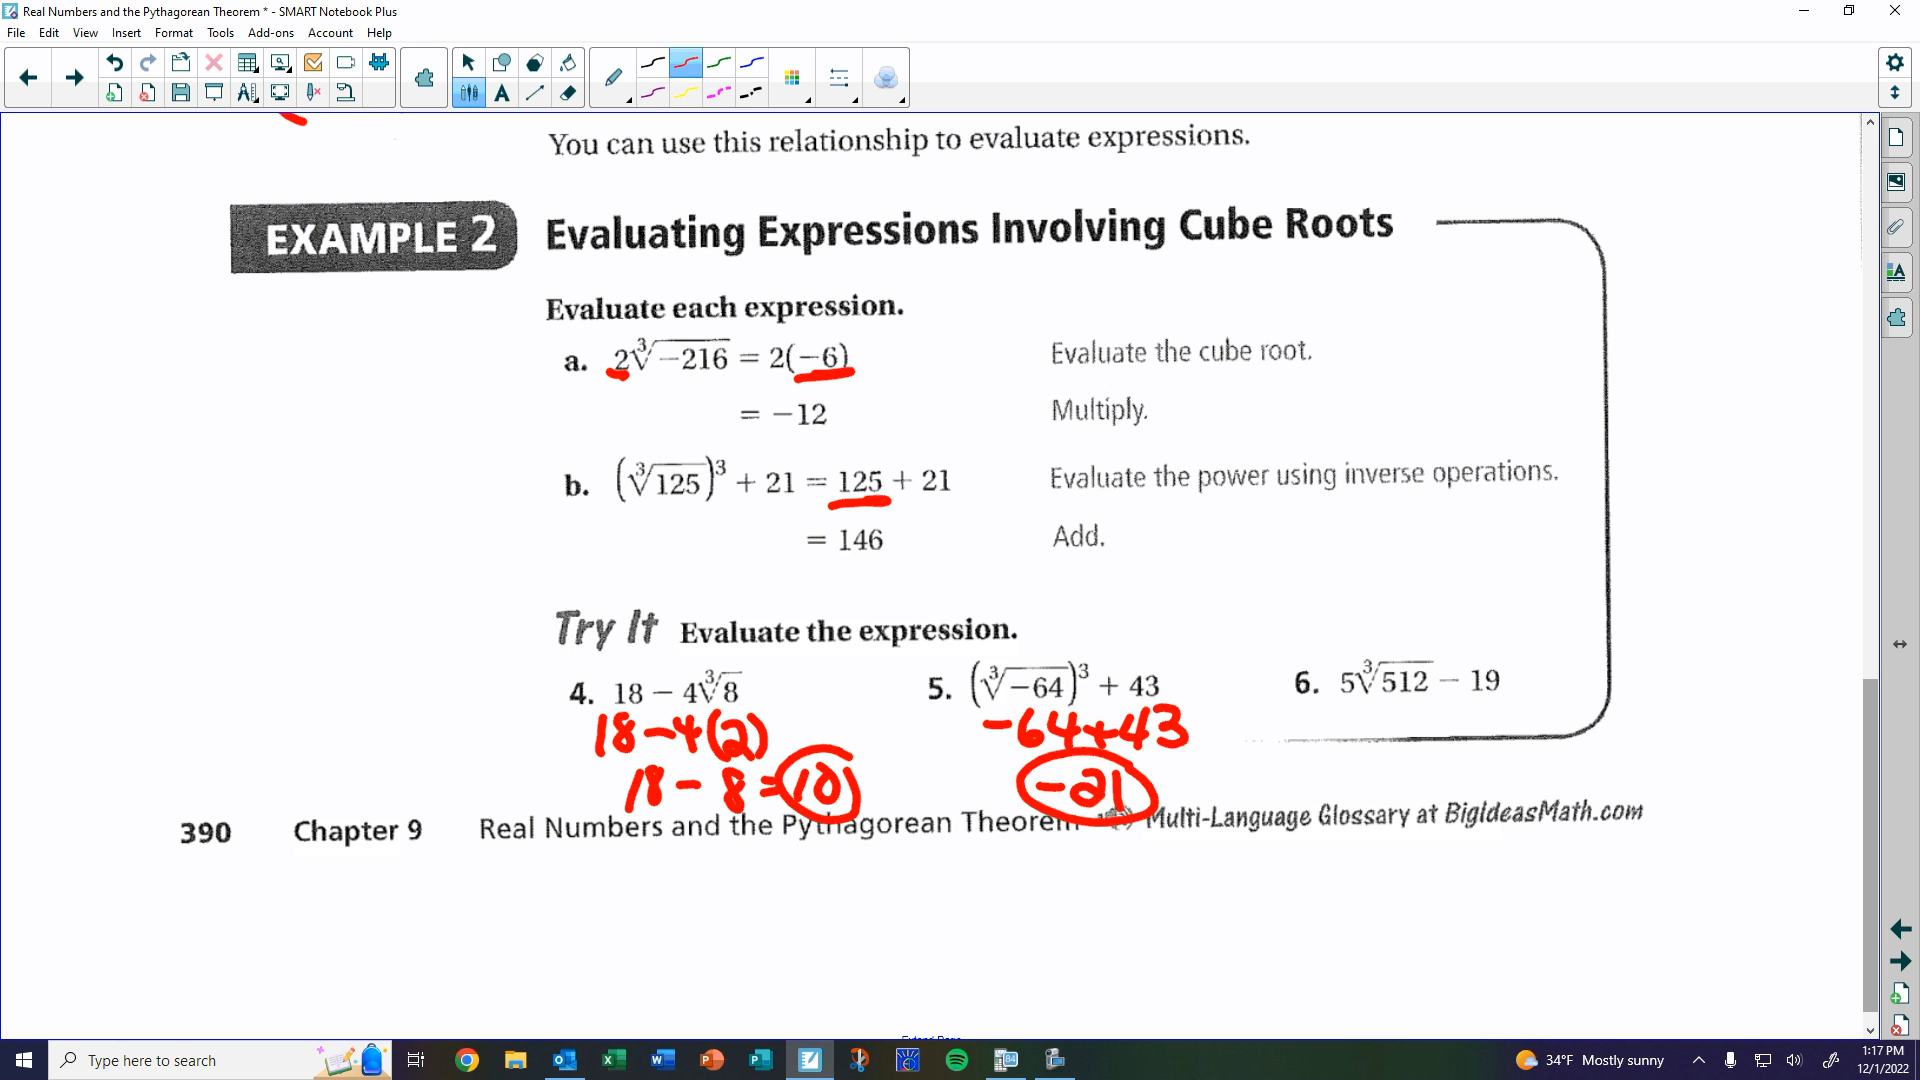 Real Numbers and the Pythagorean Theorem * - SMART Notebook Plus
File Edit View Insert Format Tools Add-ons Account Help
You can use this relationship to evaluate expressions.
EXAMPLE 2 Evaluating Expressions Involving Cube Roots
Evaluate each expression.
a. 2∛-216 = 2(-6) Evaluate the cube root.
= -12 Multiply.
b. (∛125)³ + 21 = 125 + 21 Evaluate the power using inverse operations.
= 146 Add.
Try It Evaluate the expression.
4. 18 − 4∛8 5. (∛-64)³ + 43 6. 5∛512 − 19
18-4(2) -64+43
18 - 8 = 10 -21
390 Chapter 9 Real Numbers and the Pythagorean Theorem Multi-Language Glossary at BigIdeasMath.com
Type here to search 84 34°F Mostly sunny 1:17 PM
12/1/2022